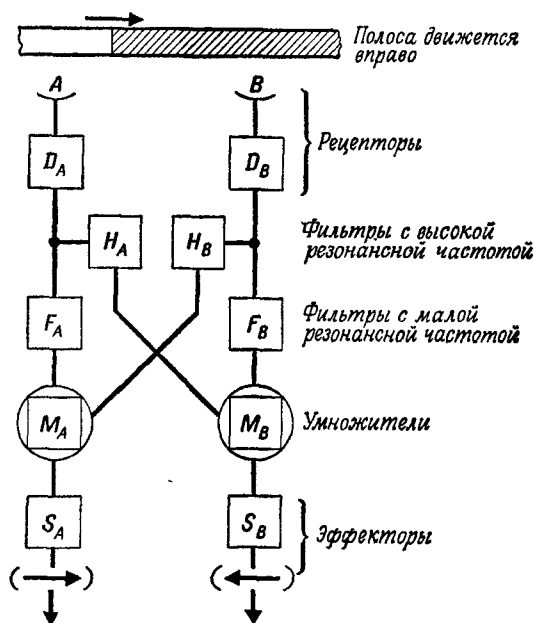 Полоса движется
вправо
A
B
Рецепторы
D_A
D_B
H_A
H_B
Фильтры с высокой
резонансной частотой
F_A
F_B
Фильтры с малой
резонансной частотой
M_A
M_B
Умножители
S_A
S_B
Эффекторы